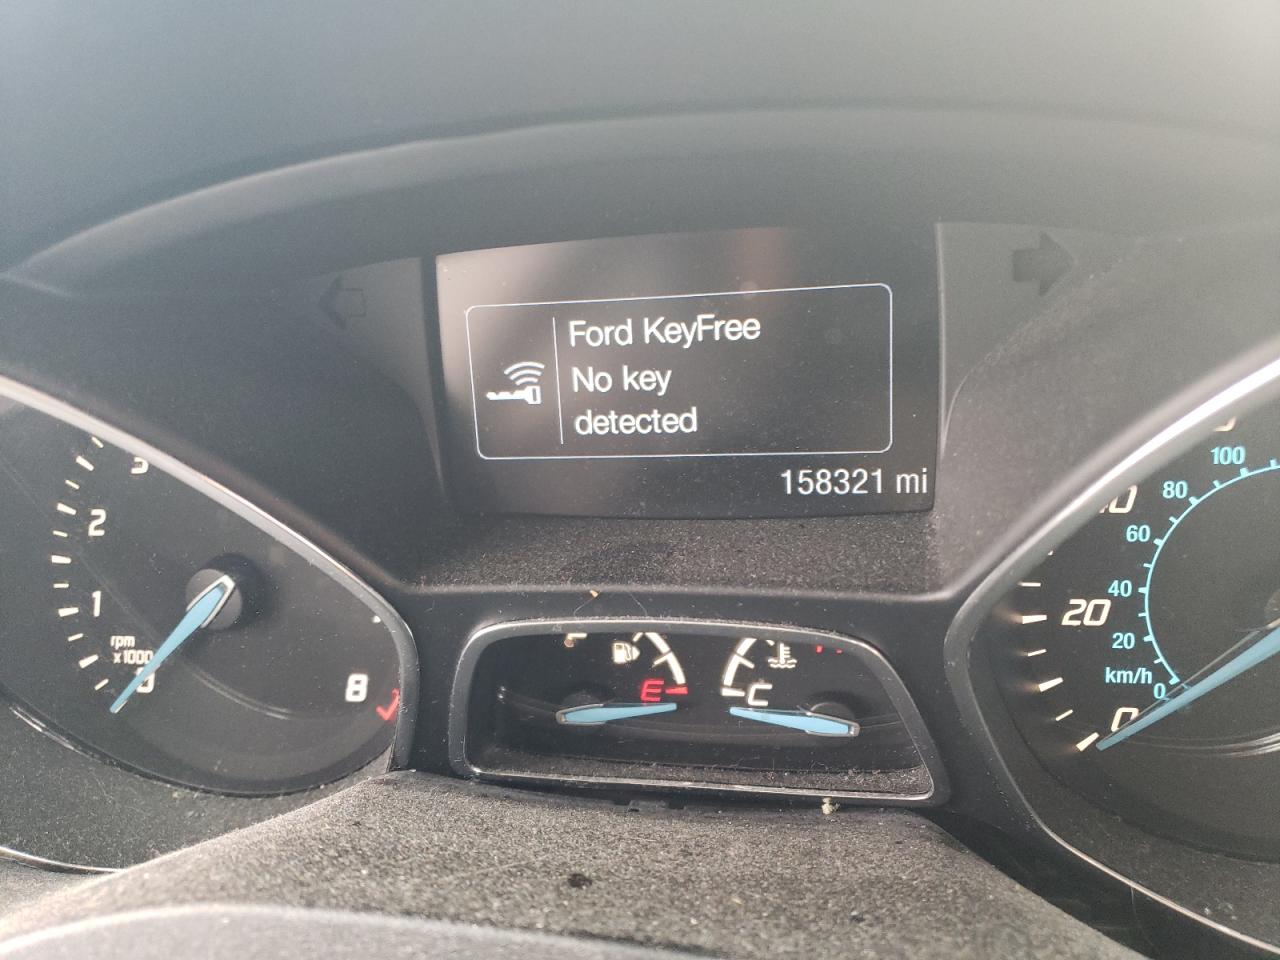 Ford KeyFree
No key
detected
158321 mi
3
2
1
rpm
x1000
0
8
F
E
C
H
100
80
60
40
20
km/h
0
20
0